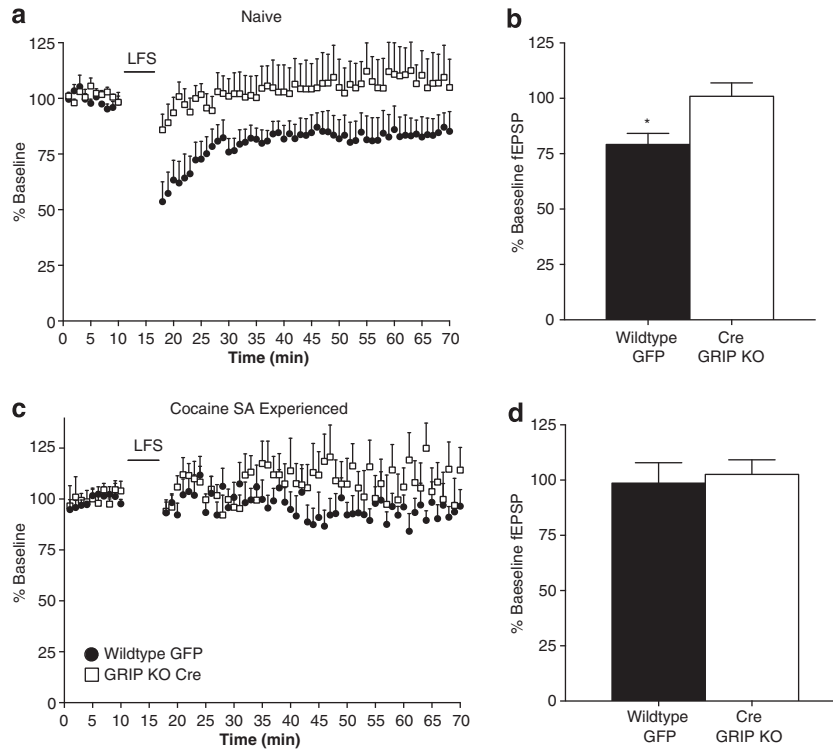 a
Naive
LFS
125
100
75
50
25
0
% Baseline
0 5 10 15 20 25 30 35 40 45 50 55 60 65 70
Time (min)
b
125
100
75
50
25
0
% Baeseline fEPSP
*
Wildtype
GFP
Cre
GRIP KO
c
Cocaine SA Experienced
LFS
125
100
75
50
25
0
% Baseline
Wildtype GFP
GRIP KO Cre
0 5 10 15 20 25 30 35 40 45 50 55 60 65 70
Time (min)
d
125
100
75
50
25
0
% Baeseline fEPSP
Wildtype
GFP
Cre
GRIP KO